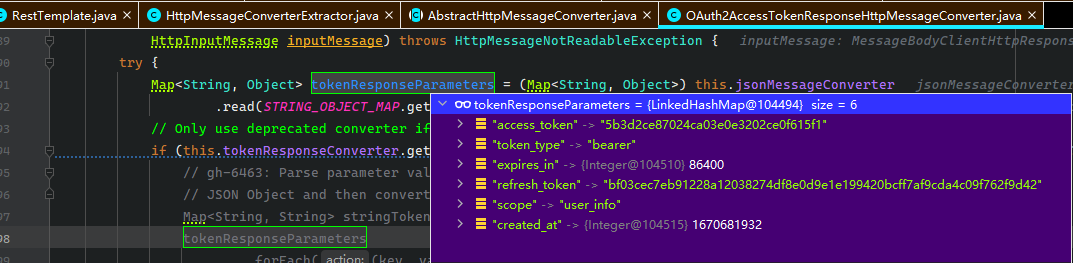 RestTemplate.java HttpMessageConverterExtractor.java AbstractHttpMessageConverter.java OAuth2AccessTokenResponseHttpMessageConverter.java
89 HttpInputMessage inputMessage) throws HttpMessageNotReadableException { inputMessage: MessageBodyClientHttpRespons
90 try {
91 Map<String, Object> tokenResponseParameters = (Map<String, Object>) this.jsonMessageConverter jsonMessageConverter
92 .read(STRING_OBJECT_MAP.get
tokenResponseParameters = {LinkedHashMap@104494} size = 6
93 // Only use deprecated converter if
"access_token" -> "5b3d2ce87024ca03e0e3202ce0f615f1"
94 if (this.tokenResponseConverter.get
"token_type" -> "bearer"
95 // gh-6463: Parse parameter val
"expires_in" -> {Integer@104510} 86400
96 // JSON Object and then convert
"refresh_token" -> "bf03cec7eb91228a12038274df8e0d9e1e199420bcff7af9cda4c09f762f9d42"
97 Map<String, String> stringToken
"scope" -> "user_info"
98 tokenResponseParameters
"created_at" -> {Integer@104515} 1670681932
.forEach( action: (key, va